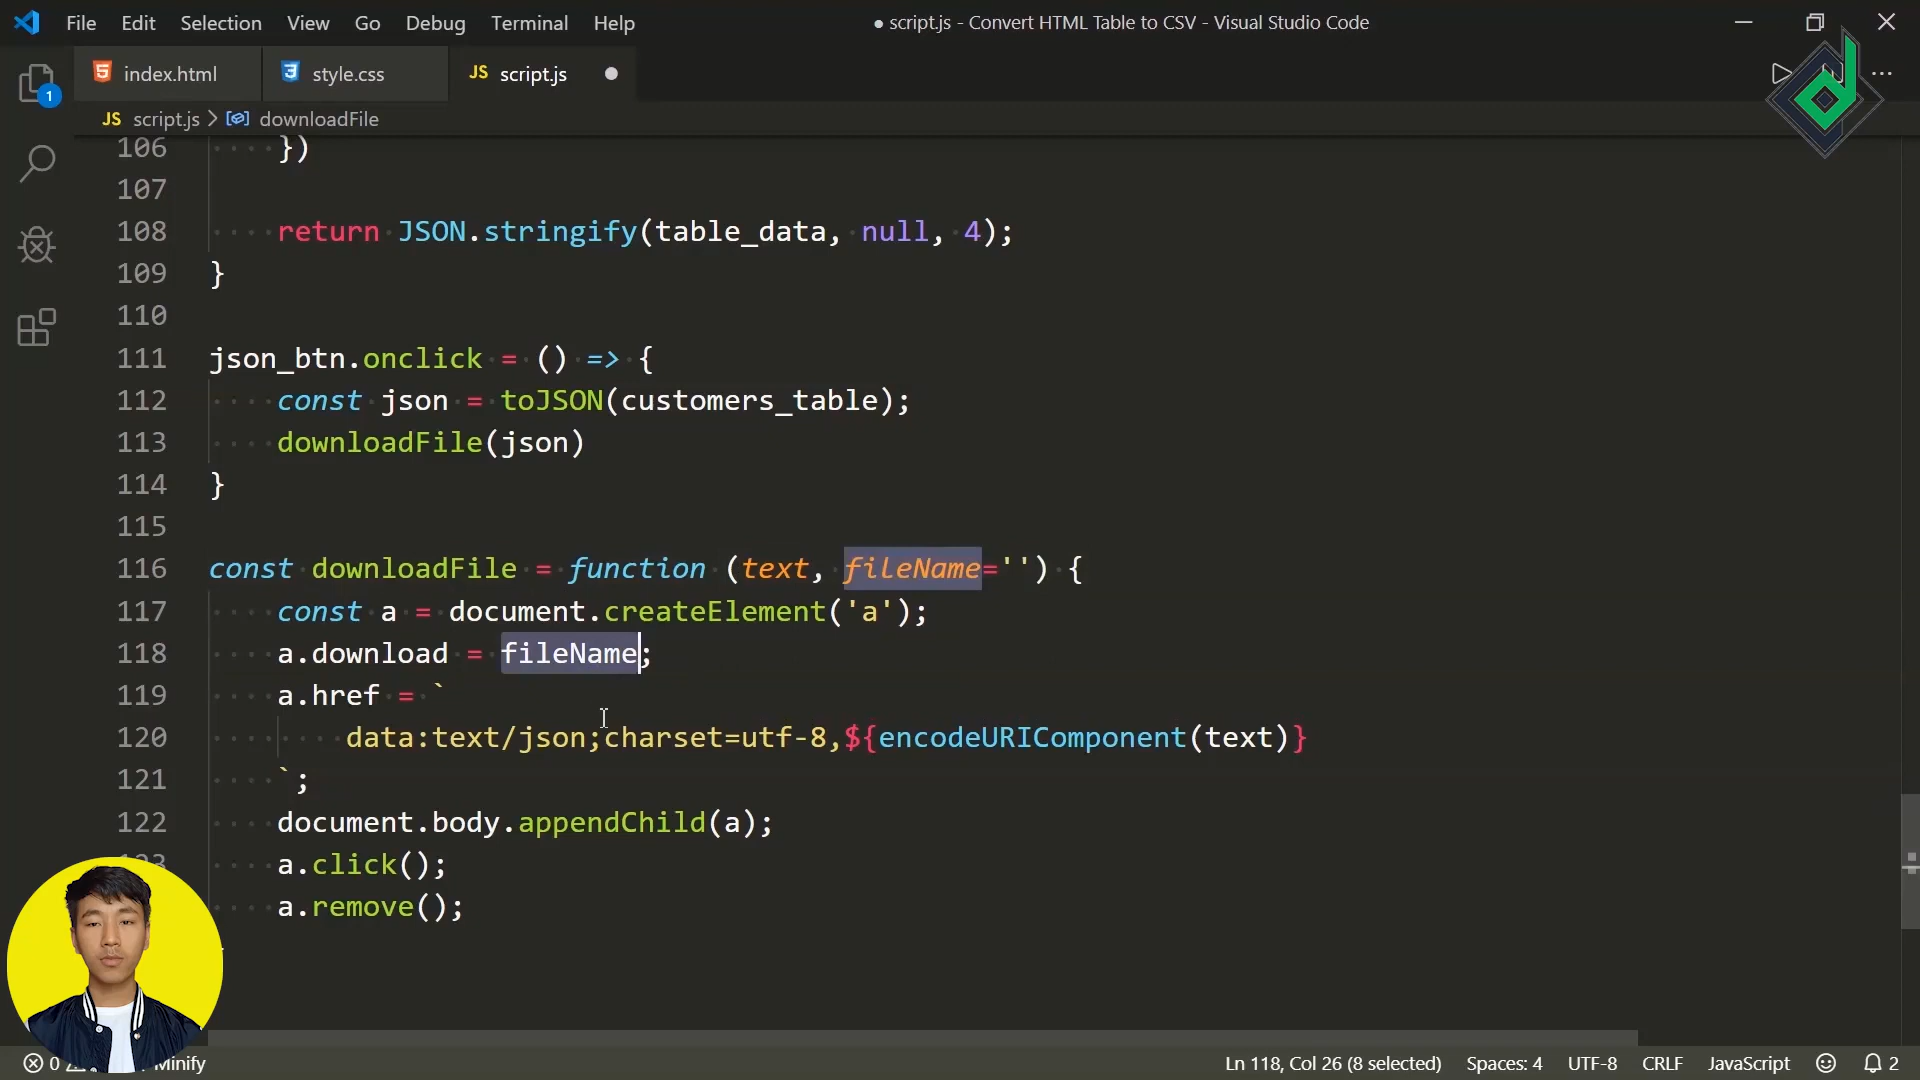 File Edit Selection View Go Debug Terminal Help
● script.js - Convert HTML Table to CSV - Visual Studio Code
index.html
style.css
JS script.js
1
JS script.js > downloadFile
106 })
107
108 return JSON.stringify(table_data, null, 4);
109 }
110
111 json_btn.onclick = () => {
112 const json = toJSON(customers_table);
113 downloadFile(json)
114 }
115
116 const downloadFile = function (text, fileName='') {
117 const a = document.createElement('a');
118 a.download = fileName;
119 a.href = `
120 data:text/json;charset=utf-8,${encodeURIComponent(text)}
121 `;
122 document.body.appendChild(a);
123 a.click();
a.remove();
0 Minify
Ln 118, Col 26 (8 selected) Spaces: 4 UTF-8 CRLF JavaScript 2